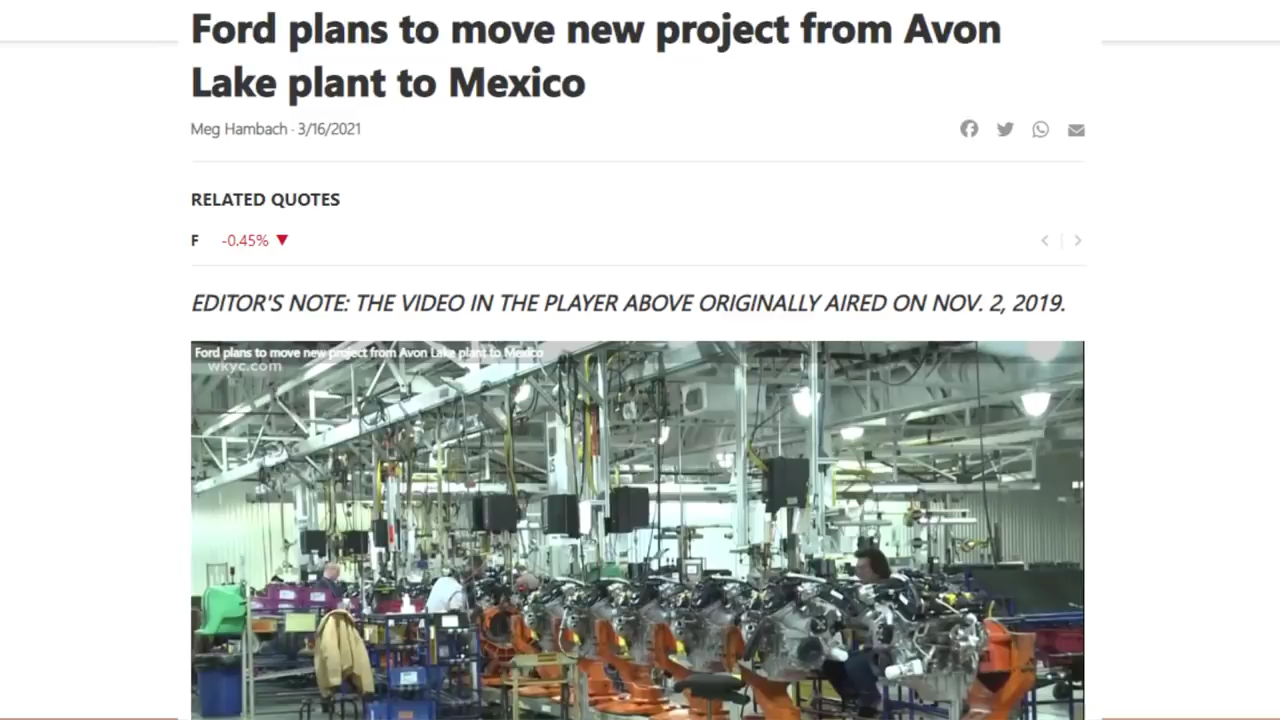 Ford plans to move new project from Avon
Lake plant to Mexico
Meg Hambach · 3/16/2021
RELATED QUOTES
F -0.45% ▼
EDITOR'S NOTE: THE VIDEO IN THE PLAYER ABOVE ORIGINALLY AIRED ON NOV. 2, 2019.
Ford plans to move new project from Avon Lake plant to Mexico
wkyc.com